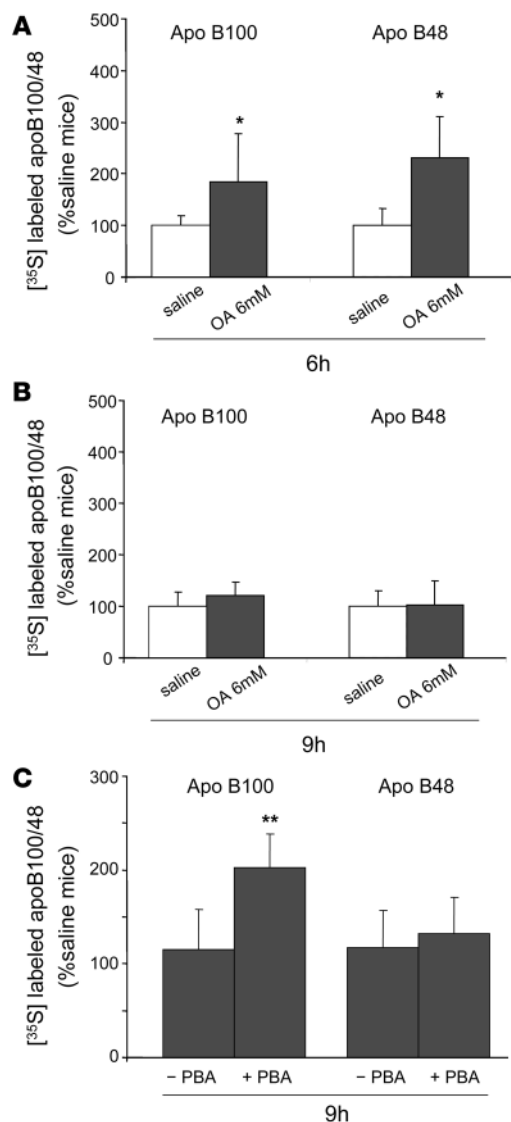 A
Apo B100 Apo B48
[³⁵S] labeled apoB100/48
(%saline mice)
500
400
300
200
100
0
*
*
saline OA 6mM saline OA 6mM
6h
B
Apo B100 Apo B48
[³⁵S] labeled apoB100/48
(%saline mice)
500
400
300
200
100
0
saline OA 6mM saline OA 6mM
9h
C
Apo B100 Apo B48
[³⁵S] labeled apoB100/48
(%saline mice)
300
200
100
0
**
– PBA + PBA – PBA + PBA
9h